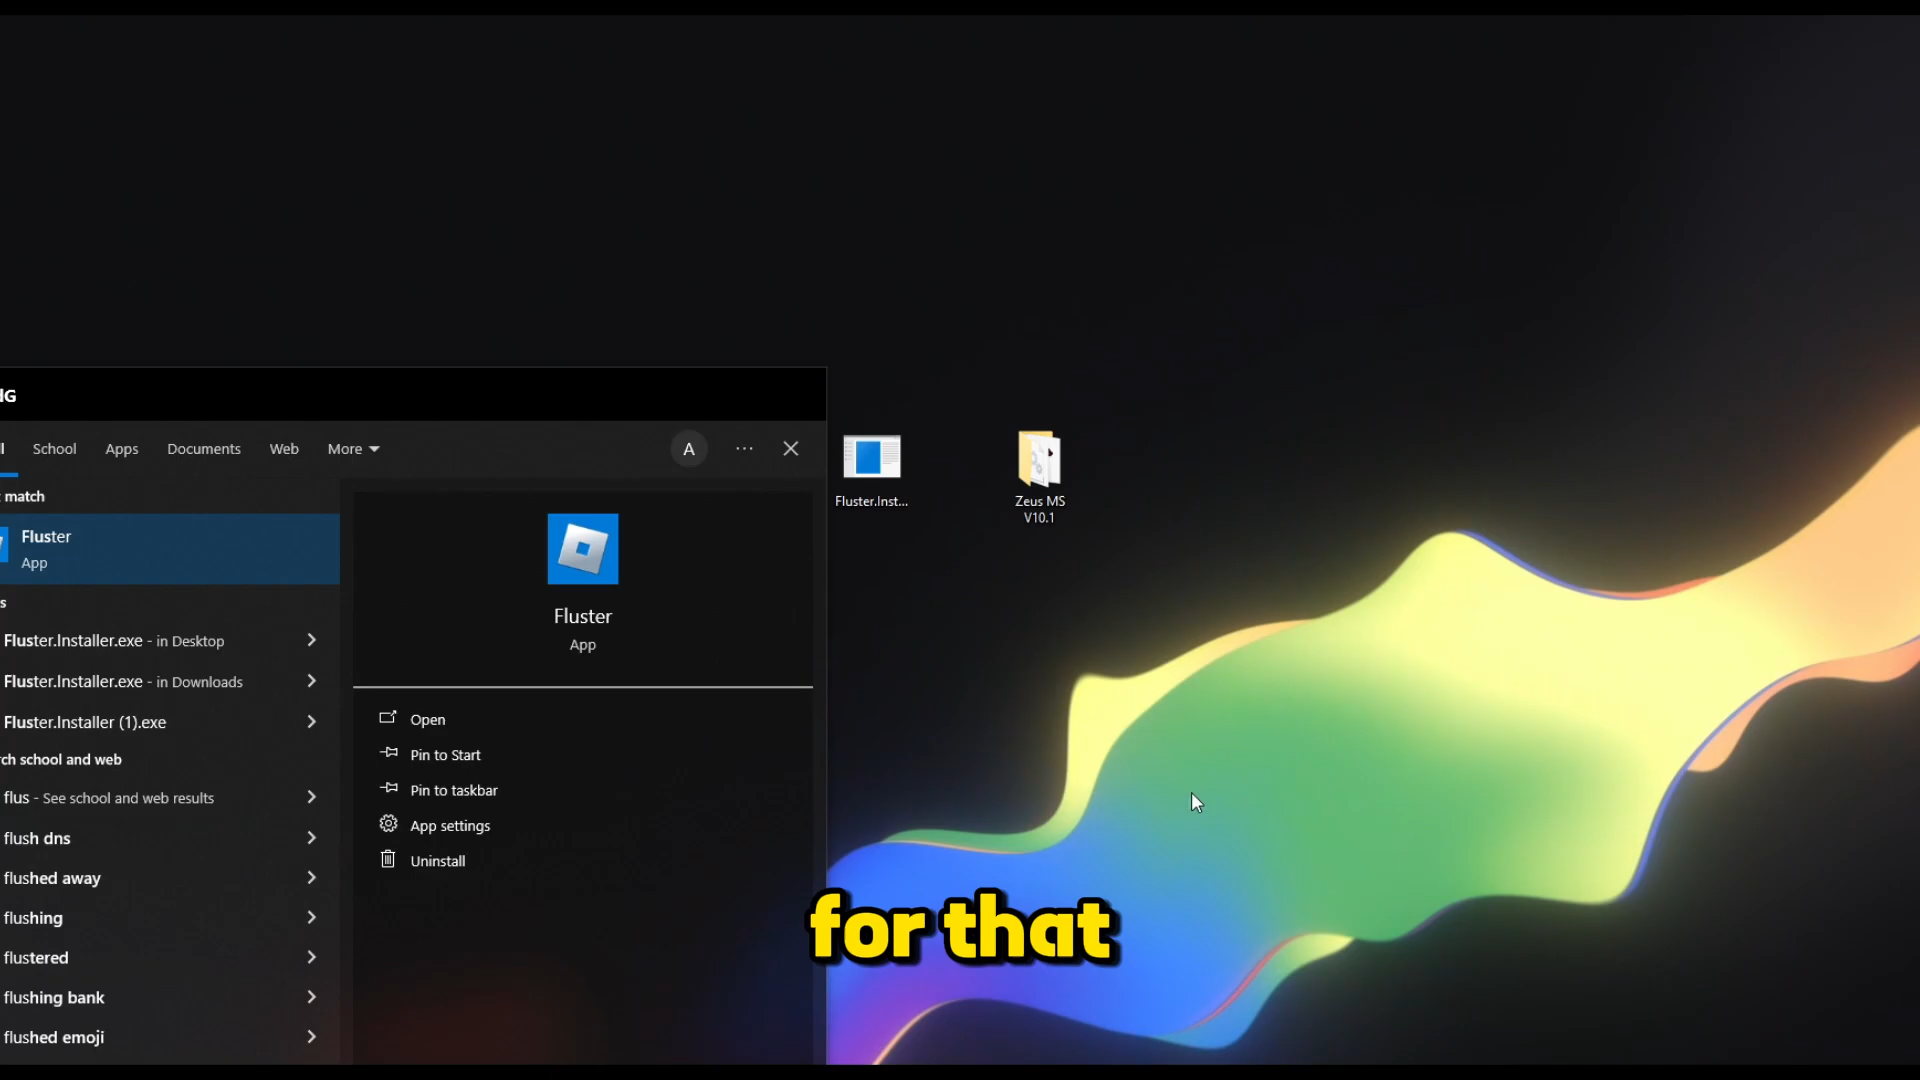 All School Apps Documents Web More A
match
Fluster
App
Fluster.Installer.exe - in Desktop
Fluster.Installer.exe - in Downloads
Fluster.Installer (1).exe
school and web
flus - See school and web results
flush dns
flushed away
flushing
flustered
flushing bank
flushed emoji
Fluster
App
Open
Pin to Start
Pin to taskbar
App settings
Uninstall
Fluster.Inst...
Zeus MS
V10.1
for that